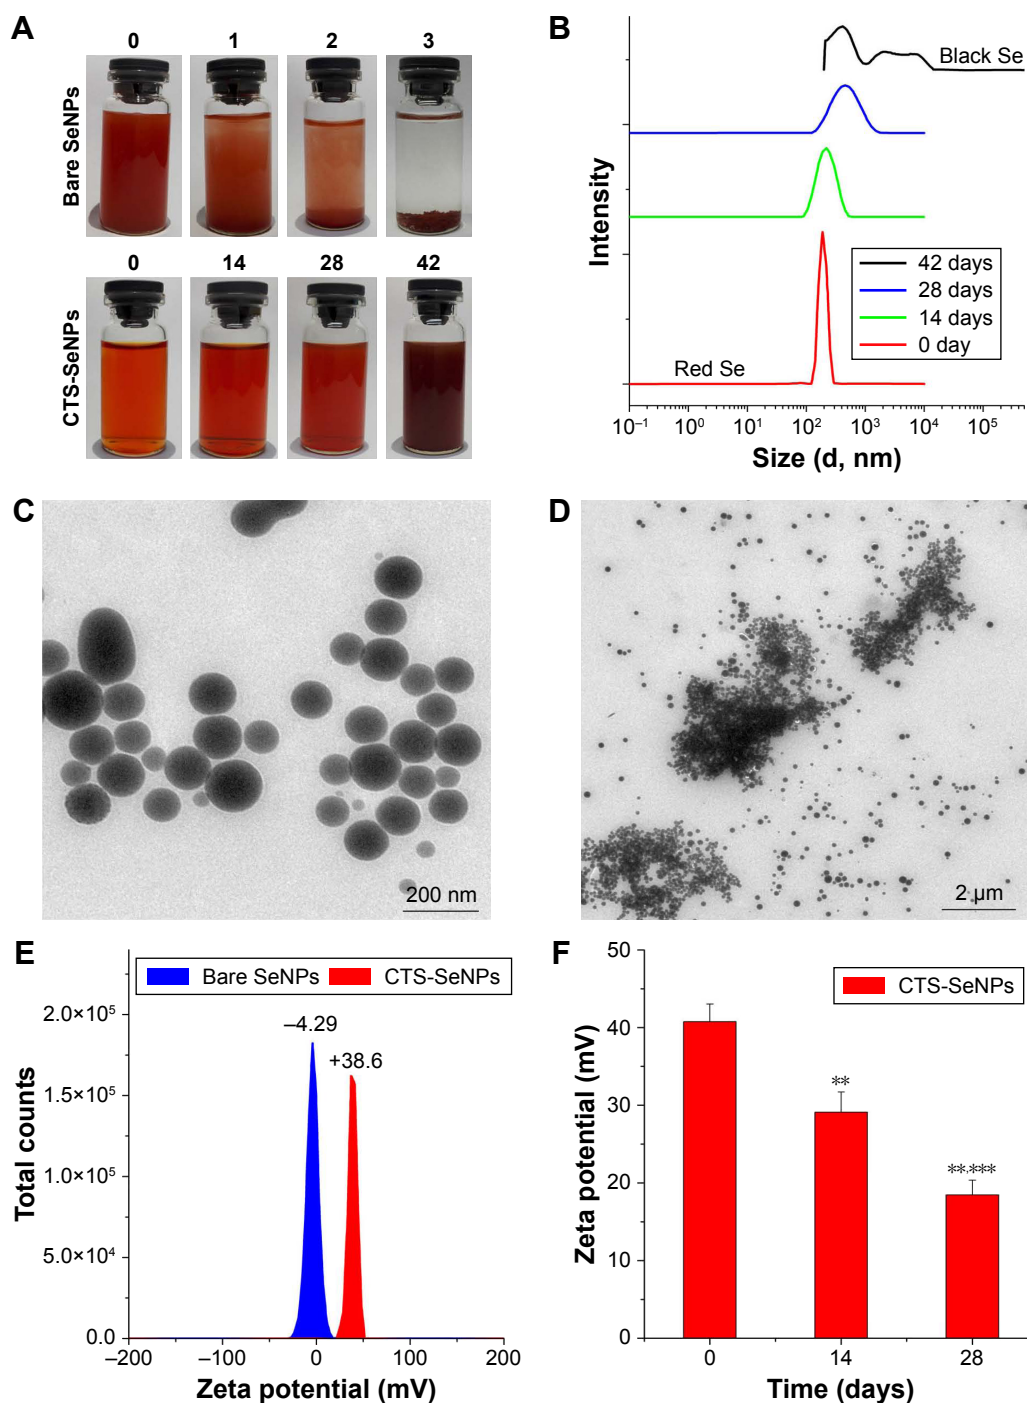 A
0 1 2 3
Bare SeNPs
0 14 28 42
CTS-SeNPs
B
Intensity
Black Se
42 days
28 days
14 days
0 day
Red Se
10⁻¹ 10⁰ 10¹ 10² 10³ 10⁴ 10⁵
Size (d, nm)
C
200 nm
D
2 µm
E
Bare SeNPs CTS-SeNPs
–4.29
+38.6
Total counts
2.0×10⁵
1.5×10⁵
1.0×10⁵
5.0×10⁴
0.0
–200 –100 0 100 200
Zeta potential (mV)
F
CTS-SeNPs
Zeta potential (mV)
50
40
30
20
10
0
**
**,***
0 14 28
Time (days)